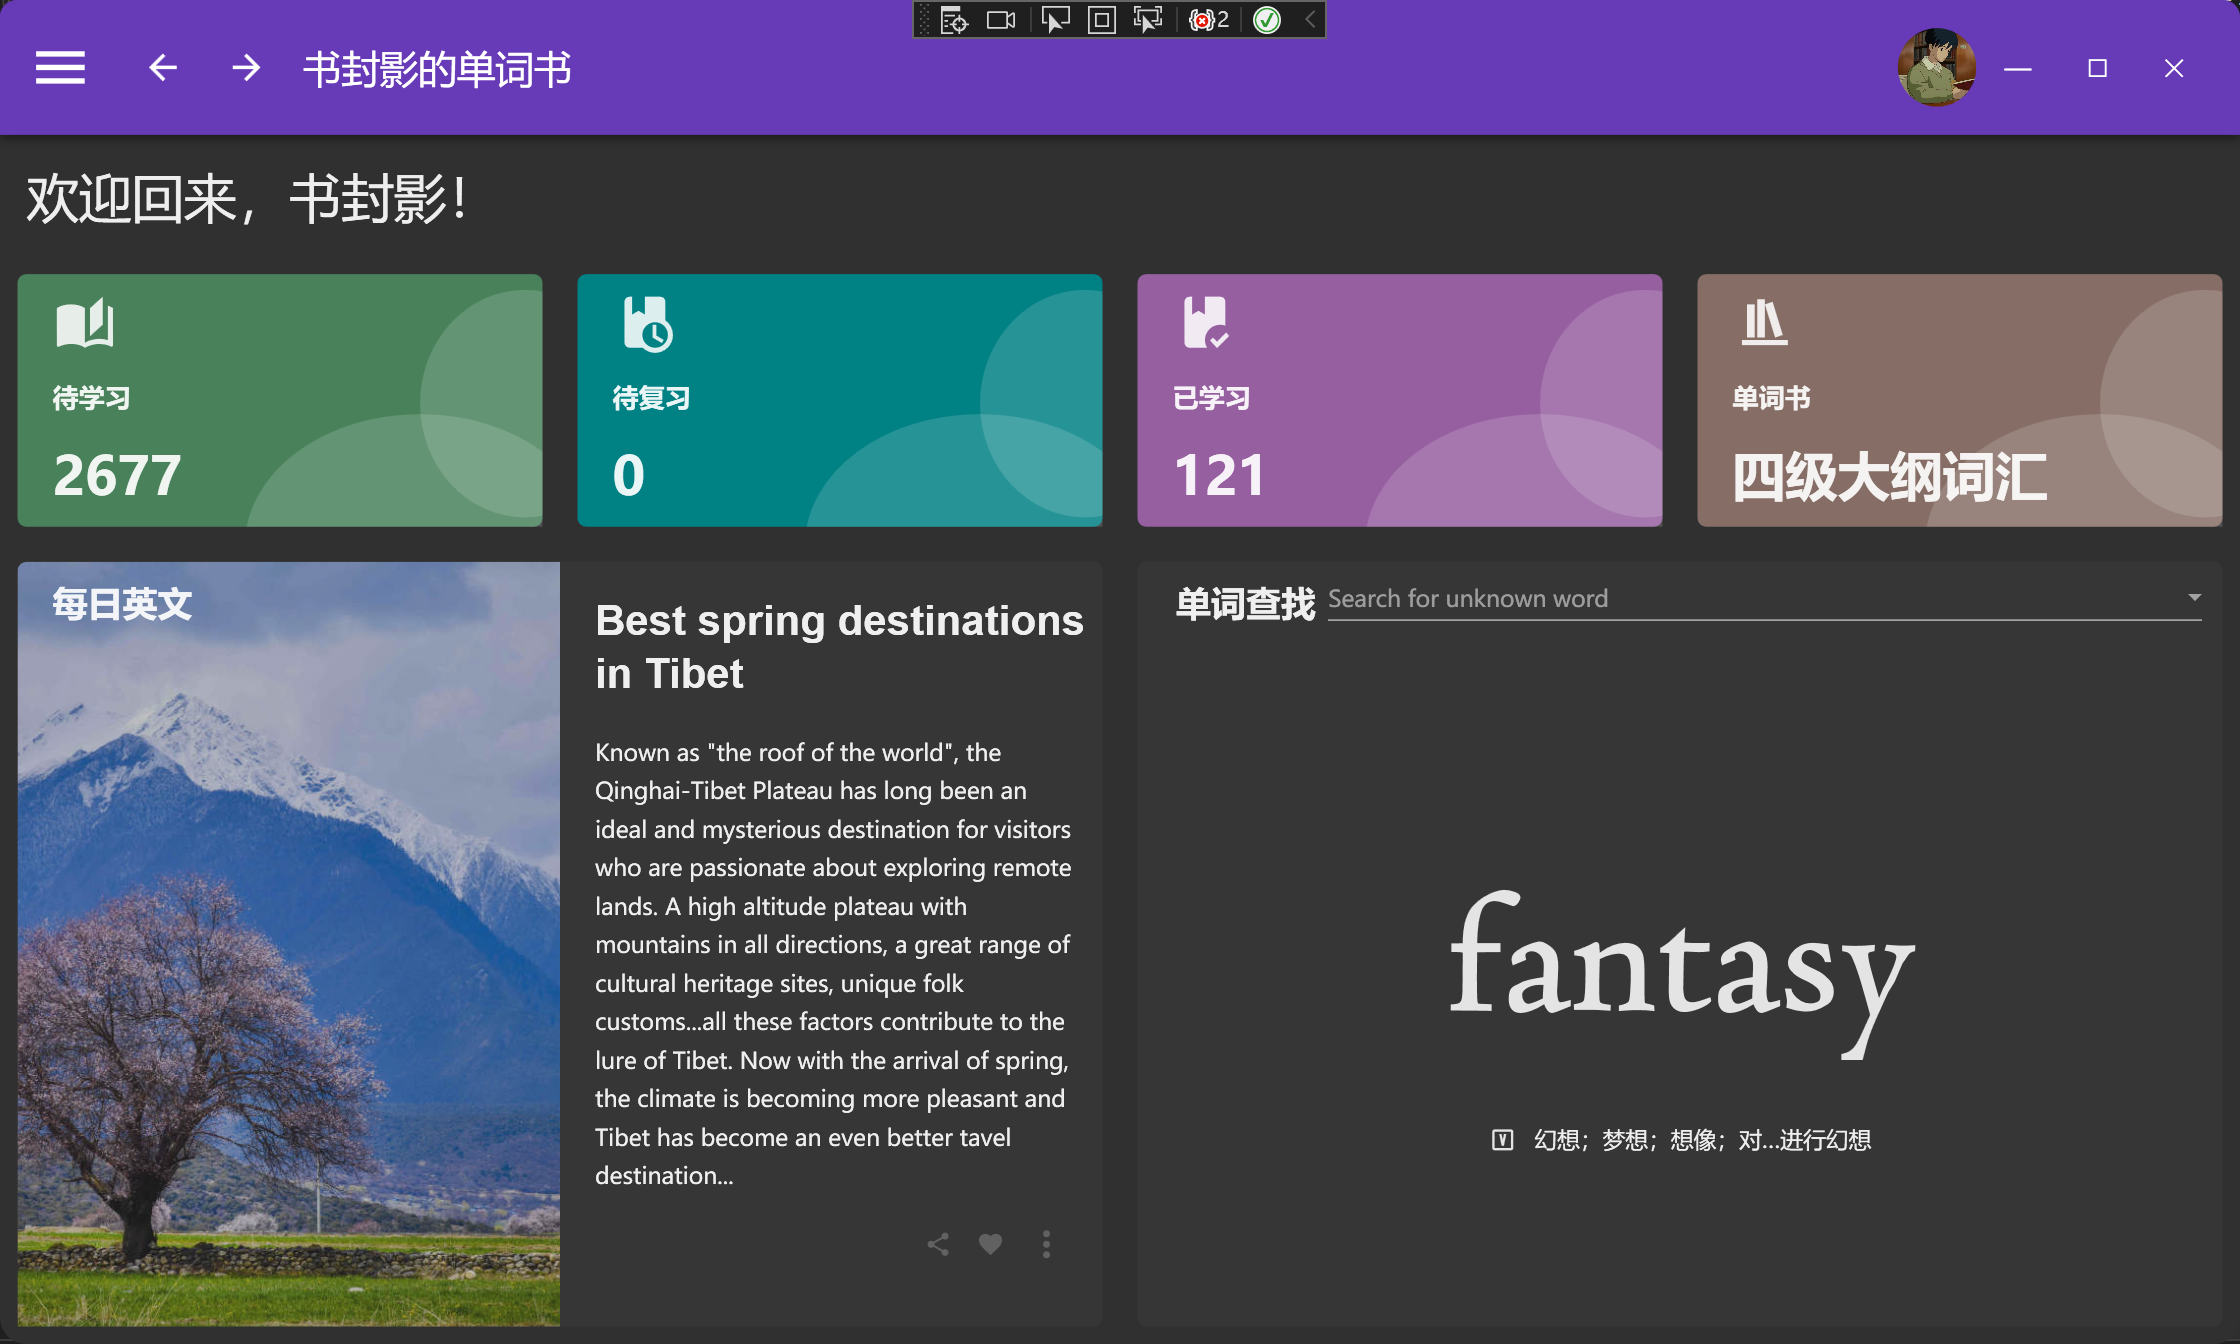 2
书封影的单词书
欢迎回来，书封影！
待学习
2677
待复习
0
已学习
121
单词书
四级大纲词汇
每日英文
Best spring destinations
in Tibet
Known as "the roof of the world", the
Qinghai-Tibet Plateau has long been an
ideal and mysterious destination for visitors
who are passionate about exploring remote
lands. A high altitude plateau with
mountains in all directions, a great range of
cultural heritage sites, unique folk
customs...all these factors contribute to the
lure of Tibet. Now with the arrival of spring,
the climate is becoming more pleasant and
Tibet has become an even better tavel
destination...
单词查找 Search for unknown word
fantasy
V 幻想；梦想；想像；对...进行幻想